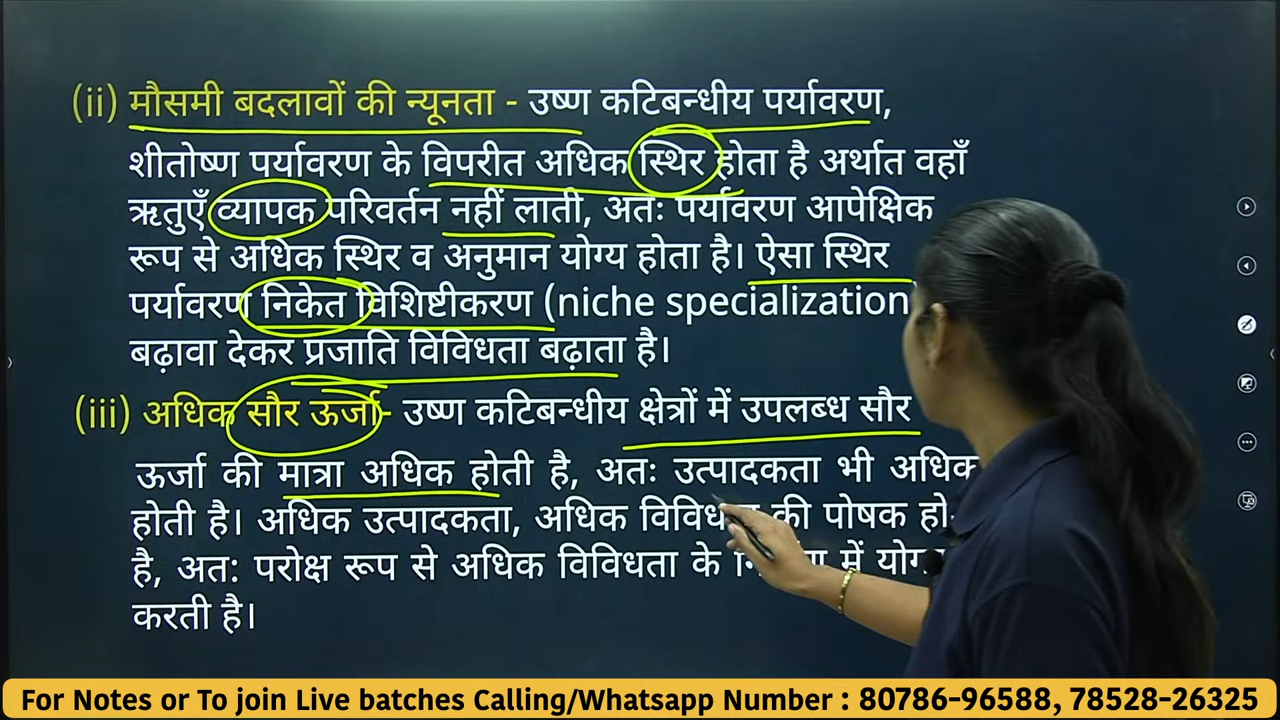 (ii) मौसमी बदलावों की न्यूनता - उष्ण कटिबन्धीय पर्यावरण,
शीतोष्ण पर्यावरण के विपरीत अधिक स्थिर होता है अर्थात वहाँ
ऋतुएँ व्यापक परिवर्तन नहीं लाती, अतः पर्यावरण आपेक्षिक
रूप से अधिक स्थिर व अनुमान योग्य होता है। ऐसा स्थिर
पर्यावरण निकेत विशिष्टीकरण (niche specialization)
बढ़ावा देकर प्रजाति विविधता बढ़ाता है।
(iii) अधिक सौर ऊर्जा- उष्ण कटिबन्धीय क्षेत्रों में उपलब्ध सौर
ऊर्जा की मात्रा अधिक होती है, अतः उत्पादकता भी अधिक
होती है। अधिक उत्पादकता, अधिक की पोषक
है, अत: परोक्ष रूप से अधिक विविधता के में
करती है।
For Notes or To join Live batches Calling/Whatsapp Number : 80786-96588, 78528-26325